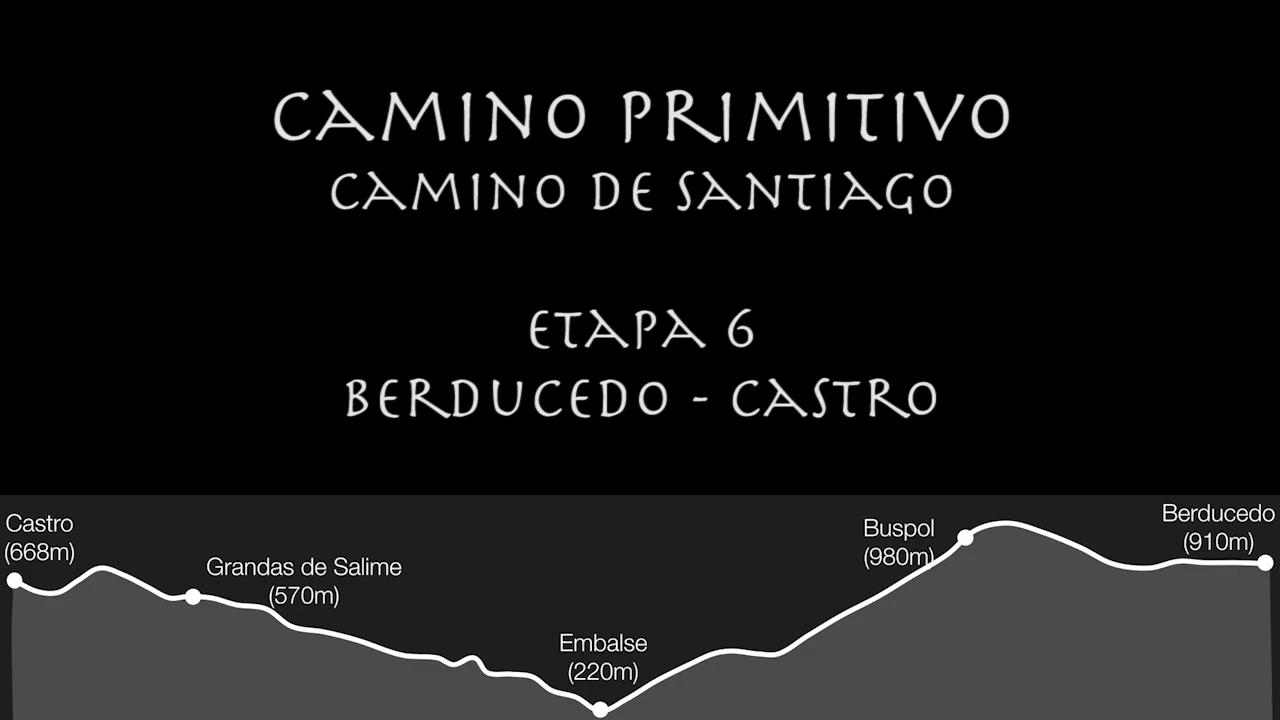 CAMINO PRIMITIVO
CAMINO DE SANTIAGO
ETAPA 6
BERDUCEDO - CASTRO
Castro
(668m)
Grandas de Salime
(570m)
Embalse
(220m)
Buspol
(980m)
Berducedo
(910m)